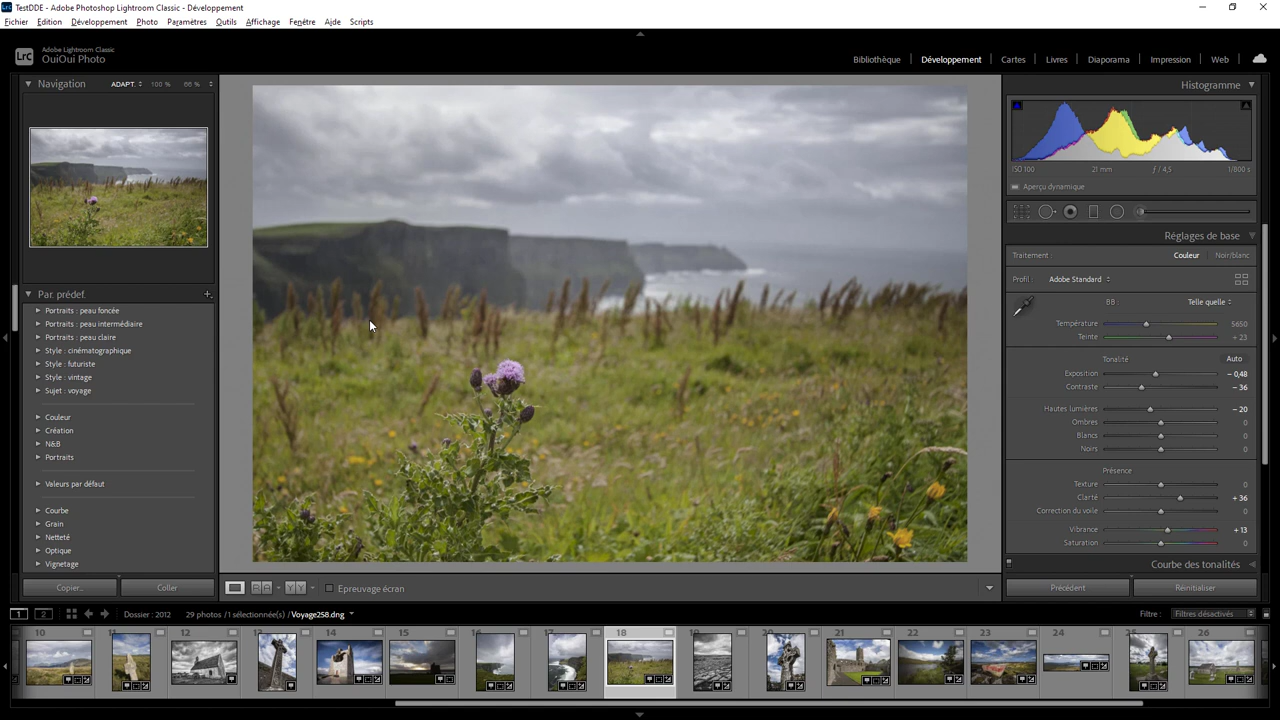 TestDDE - Adobe Photoshop Lightroom Classic - Développement
Fichier Edition Développement Photo Paramètres Outils Affichage Fenêtre Aide Scripts
Lrc Adobe Lightroom Classic
OuiOui Photo
Bibliothèque Développement Cartes Livres Diaporama Impression Web
Navigation ADAPT. 100 % 66 %
Par. prédef.
Portraits : peau foncée
Portraits : peau intermédiaire
Portraits : peau claire
Style : cinématographique
Style : futuriste
Style : vintage
Sujet : voyage
Couleur
Création
N&B
Portraits
Valeurs par défaut
Courbe
Grain
Netteté
Optique
Vignetage
Copier... Coller
Epreuvage écran
Histogramme
ISO 100 21 mm ƒ / 4,5 1/800 s
Aperçu dynamique
Réglages de base
Traitement : Couleur Noir/blanc
Profil : Adobe Standard
BB : Telle quelle
Température 5650
Teinte + 23
Tonalité Auto
Exposition – 0,48
Contraste – 36
Hautes lumières – 20
Ombres 0
Blancs 0
Noirs 0
Présence
Texture 0
Clarté + 36
Correction du voile 0
Vibrance + 13
Saturation 0
Courbe des tonalités
Précédent Réinitialiser
1 2 Dossier : 2012 29 photos /1 sélectionnée(s) /Voyage258.dng Filtre : Filtres désactivés
10 11 12 13 14 15 16 17 18 19 20 21 22 23 24 25 26